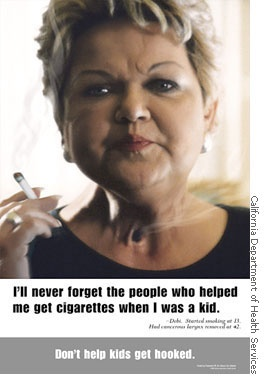 I'll never forget the people who helped
me get cigarettes when I was a kid.
-Debi. Started smoking at 13.
Had cancerous larynx removed at 42.
Don't help kids get hooked.
California Department of Health Services